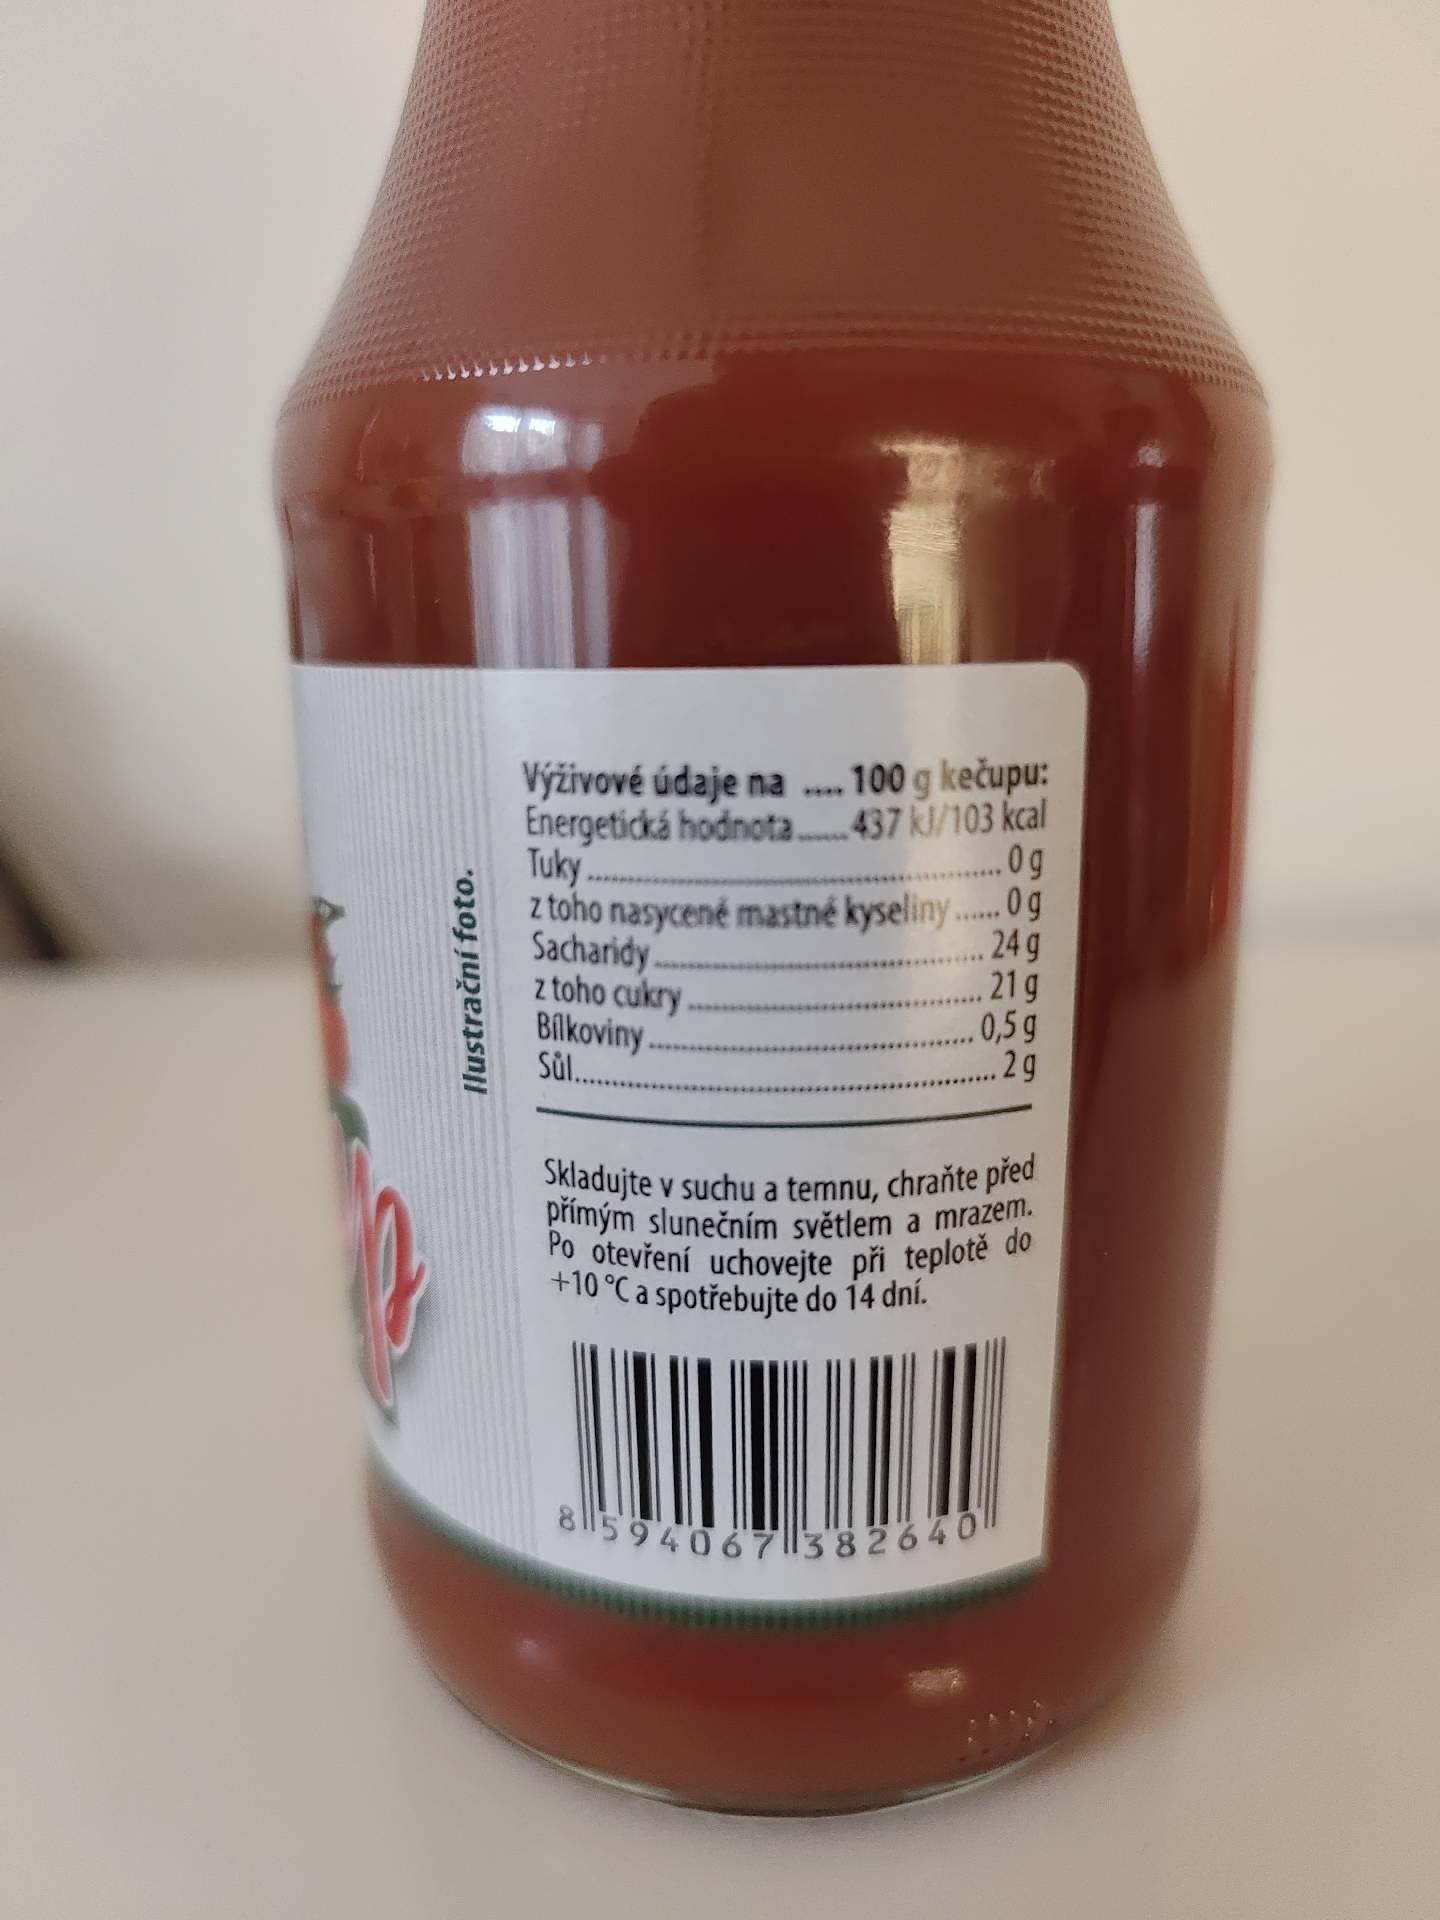 Výživové údaje na .... 100 g kečupu:
Energetická hodnota ...... 437 kJ/103 kcal
Tuky ...... 0 g
z toho nasycené mastné kyseliny ...... 0 g
Sacharidy ...... 24 g
z toho cukry ...... 21 g
Bílkoviny ...... 0,5 g
Sůl ...... 2 g
Ilustrační foto.
Skladujte v suchu a temnu, chraňte před
přímým slunečním světlem a mrazem.
Po otevření uchovejte při teplotě do
+10 °C a spotřebujte do 14 dní.
8 594067 382640
p